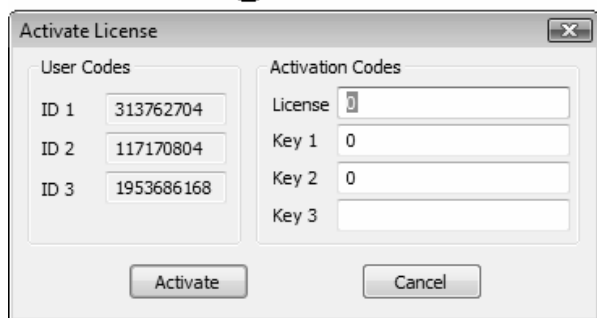 Activate License
User Codes
ID 1 313762704
ID 2 117170804
ID 3 1953686168
Activation Codes
License 0
Key 1 0
Key 2 0
Key 3
Activate Cancel